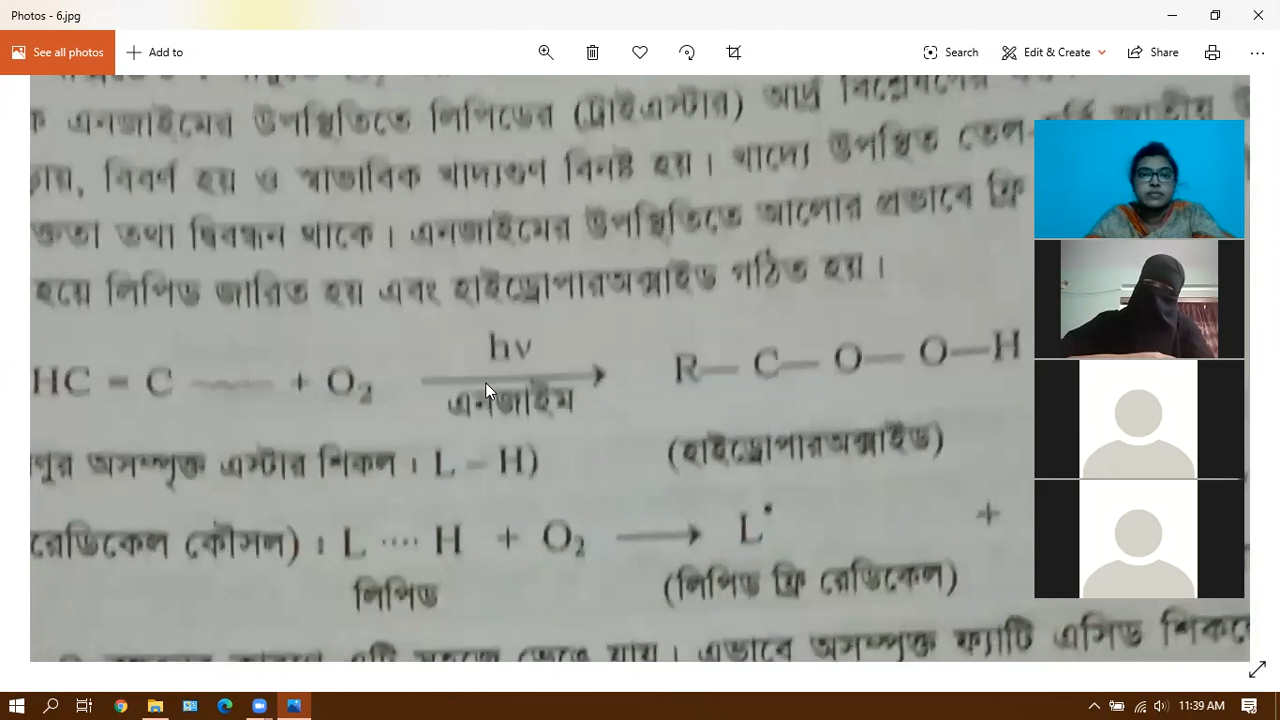 Photos - 6.jpg
See all photos
Add to
Search
Edit & Create
Share
ক এনজাইমের উপস্থিতিতে লিপিডের (ট্রাইএস্টার) আর্দ্র বিশ্লেষণের
বিবর্ণ হয় ও স্বাভাবিক খাদ্যগুণ বিনষ্ট হয়। খাদ্যে উপস্থিত তেল-চর্বি জাতীয়
তথা দ্বিবন্ধন থাকে। এনজাইমের উপস্থিতিতে আলোর প্রভাবে ফ্রি
হয়ে লিপিড জারিত হয় এবং হাইড্রোপারঅক্সাইড গঠিত হয়।
hν
HC = C + O₂ → R— C— O— O—H
এনজাইম
অসম্পৃক্ত এস্টার শিকল। L – H) (হাইড্রোপারঅক্সাইড)
রেডিকেল কৌসল)। L ···· H + O₂ → L• +
লিপিড (লিপিড ফ্রি রেডিকেল)
যায়। এভাবে অসম্পৃক্ত ফ্যাটি এসিড
11:39 AM